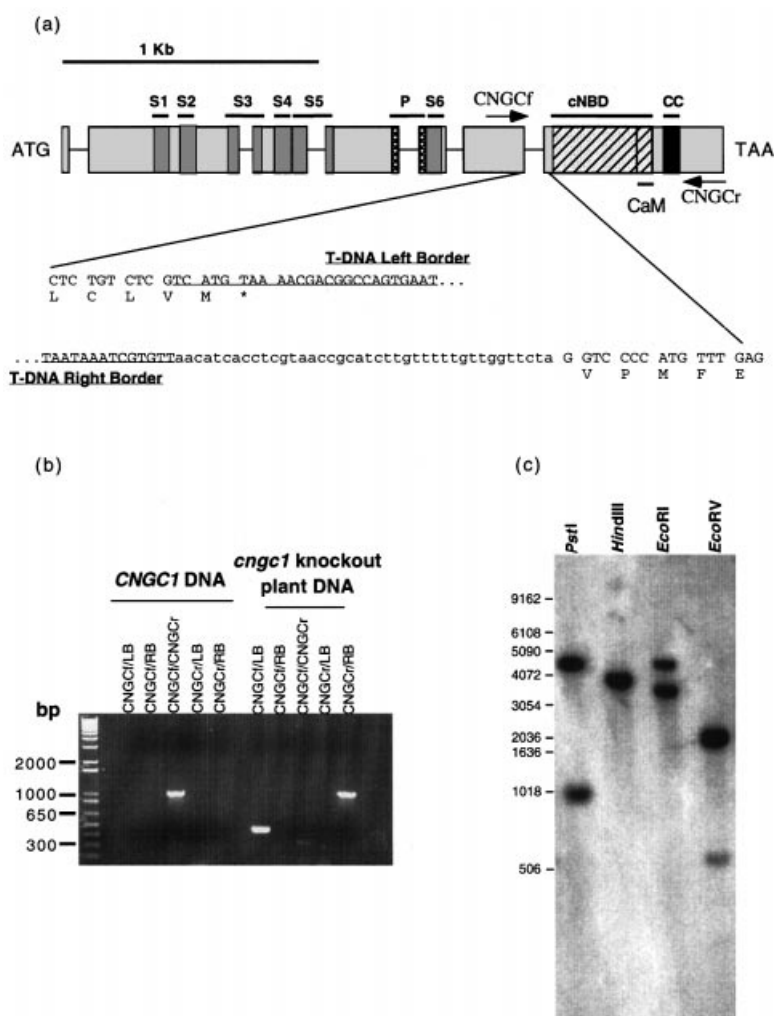 (a)
1 Kb
S1 S2 S3 S4 S5 P S6 CNGCf cNBD CC
ATG TAA
CaM CNGCr
T-DNA Left Border
CTC TGT CTC GTC ATG TAA AACGACGGCCAGTGAAT...
L C L V M *
...TAATAAATCGTGTTaacatcacctcgtaaccgcatcttgtttttgttggttcta G GTC CCC ATG TTT GAG
T-DNA Right Border V P M F E
(b)
CNGC1 DNA
cngc1 knockout
plant DNA
CNGCf/LB
CNGCf/RB
CNGCf/CNGCr
CNGCr/LB
CNGCr/RB
CNGCf/LB
CNGCf/RB
CNGCf/CNGCr
CNGCr/LB
CNGCr/RB
bp
2000
1000
650
300
(c)
PstI
HindIII
EcoRI
EcoRV
9162
6108
5090
4072
3054
2036
1636
1018
506